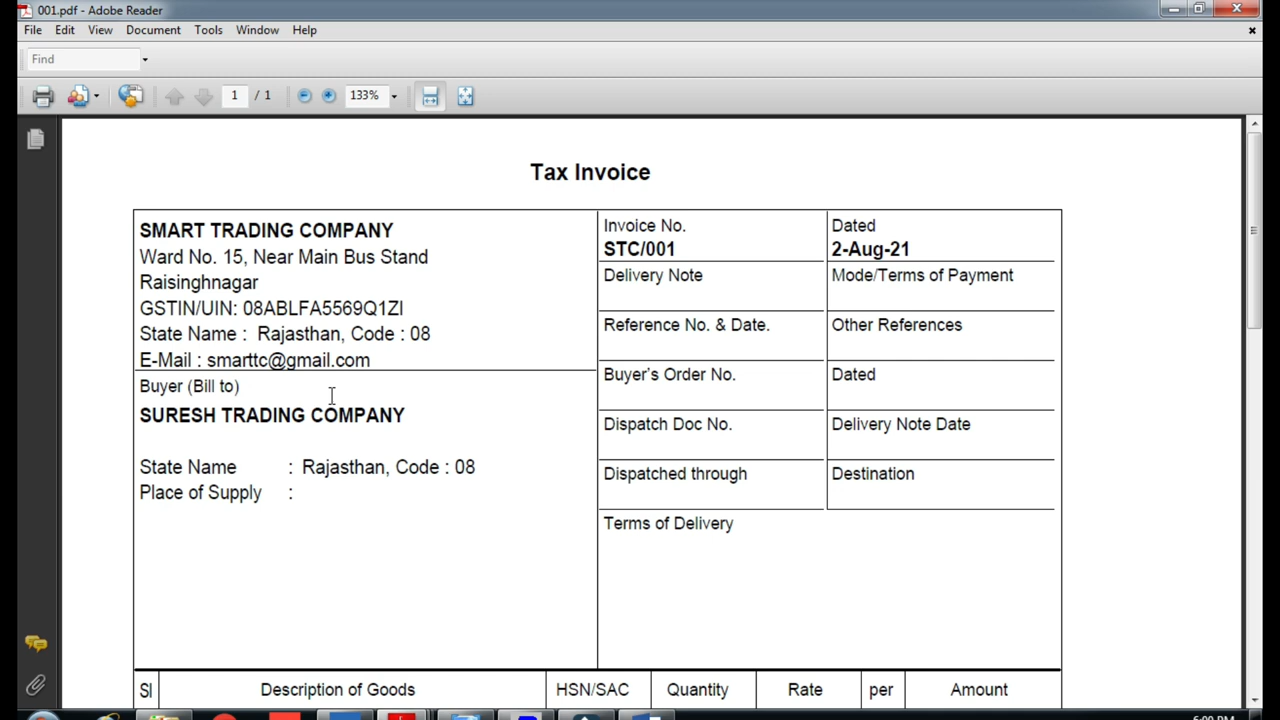 001.pdf - Adobe Reader
File Edit View Document Tools Window Help
Find
1 / 1 133%
Tax Invoice
SMART TRADING COMPANY
Ward No. 15, Near Main Bus Stand
Raisinghnagar
GSTIN/UIN: 08ABLFA5569Q1ZI
State Name : Rajasthan, Code : 08
E-Mail : smarttc@gmail.com
Buyer (Bill to)
SURESH TRADING COMPANY
State Name : Rajasthan, Code : 08
Place of Supply :
Invoice No. Dated
STC/001 2-Aug-21
Delivery Note Mode/Terms of Payment
Reference No. & Date. Other References
Buyer's Order No. Dated
Dispatch Doc No. Delivery Note Date
Dispatched through Destination
Terms of Delivery
Sl Description of Goods HSN/SAC Quantity Rate per Amount